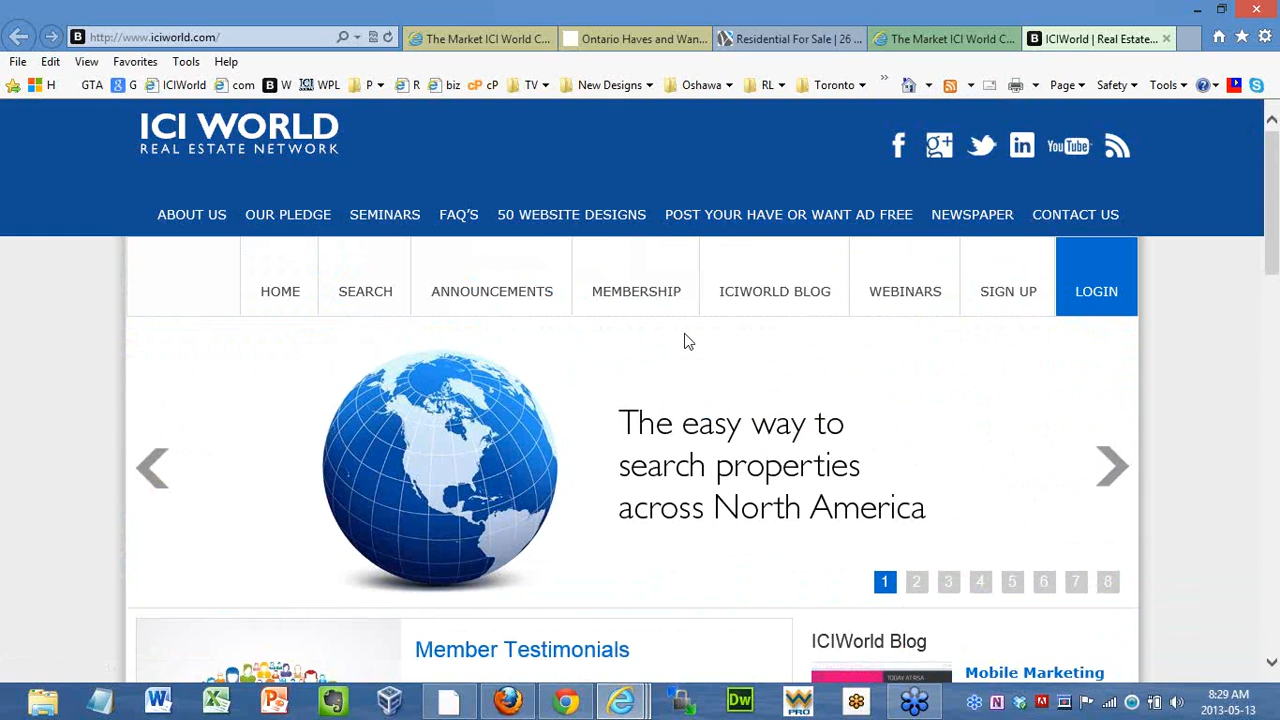 http://www.iciworld.com/
The Market ICI World C...
Ontario Haves and Wan...
Residential For Sale | 26 ...
The Market ICI World C...
ICIWorld | Real Estate...
File Edit View Favorites Tools Help
H GTA G ICIWorld com W WPL P R biz cP TV New Designs Oshawa RL Toronto Page Safety Tools
ICI WORLD
REAL ESTATE NETWORK
YouTube
ABOUT US OUR PLEDGE SEMINARS FAQ'S 50 WEBSITE DESIGNS POST YOUR HAVE OR WANT AD FREE NEWSPAPER CONTACT US
HOME SEARCH ANNOUNCEMENTS MEMBERSHIP ICIWORLD BLOG WEBINARS SIGN UP LOGIN
The easy way to
search properties
across North America
1 2 3 4 5 6 7 8
Member Testimonials
ICIWorld Blog
Mobile Marketing
TODAY AT RISA
8:29 AM
2013-05-13